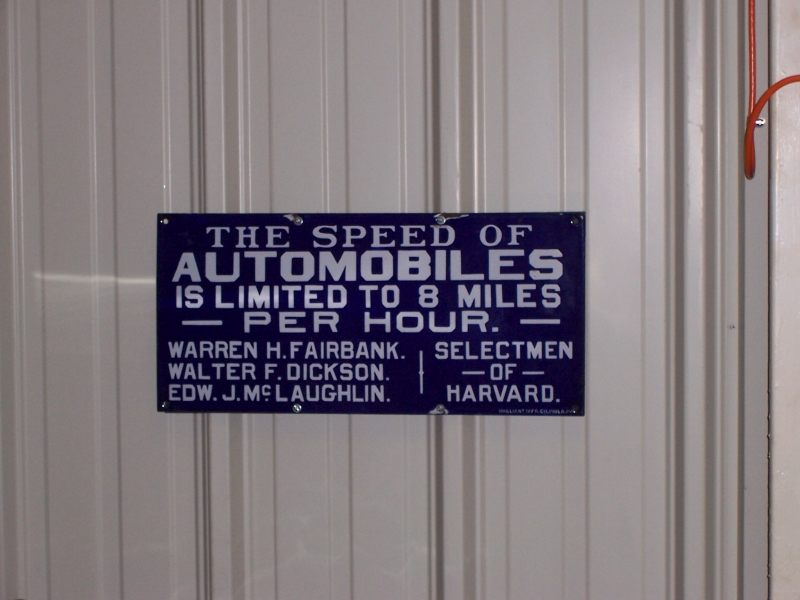 THE SPEED OF
AUTOMOBILES
IS LIMITED TO 8 MILES
— PER HOUR. —
WARREN H. FAIRBANK.
WALTER F. DICKSON.
EDW. J. McLAUGHLIN.
SELECTMEN
— OF —
HARVARD.